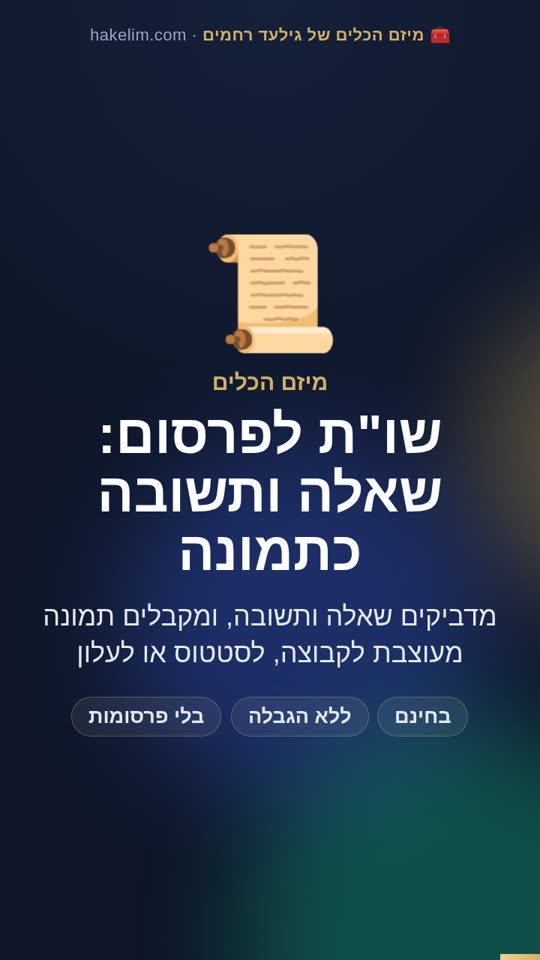 🧰 מיזם הכלים של גילעד רחמים · hakelim.com
מיזם הכלים
שו"ת לפרסום:
שאלה ותשובה
כתמונה
מדביקים שאלה ותשובה, ומקבלים תמונה
מעוצבת לקבוצה, לסטטוס או לעלון
בחינם
ללא הגבלה
בלי פרסומות